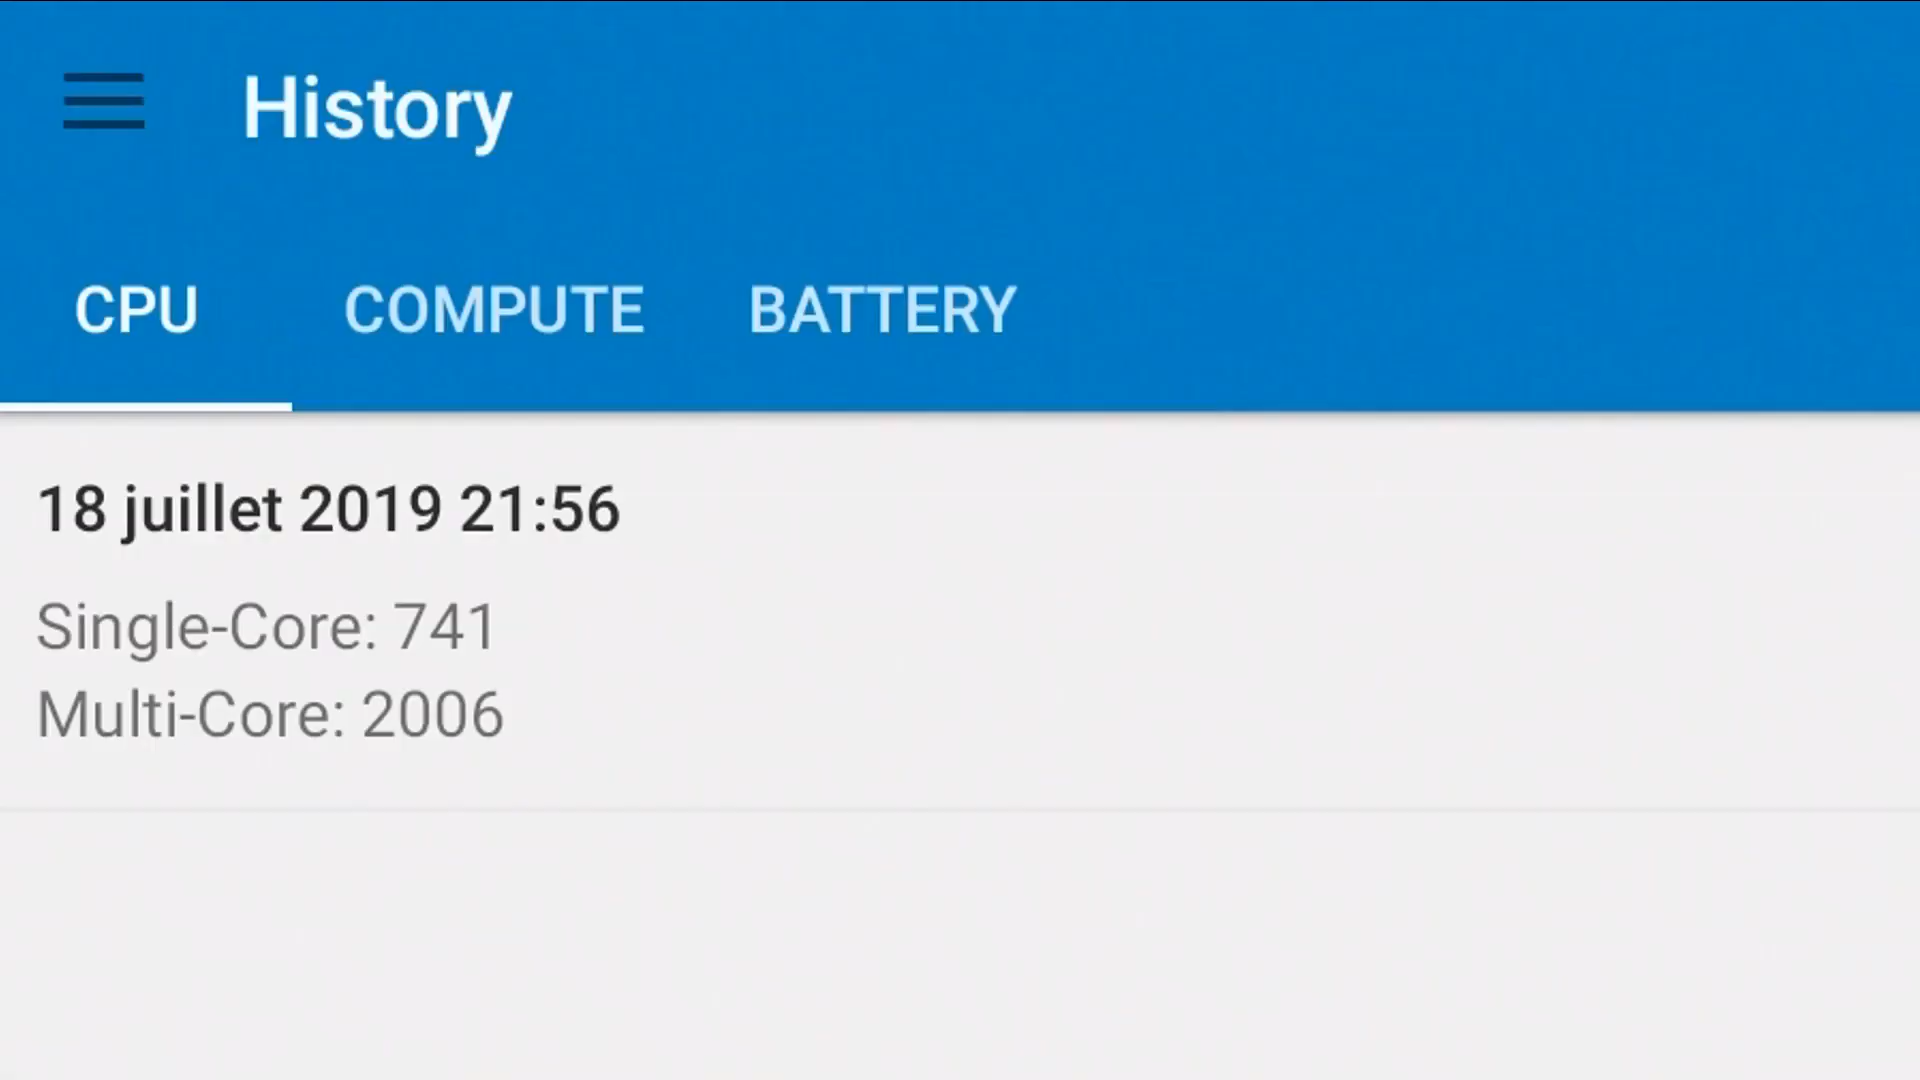 History
CPU COMPUTE BATTERY
18 juillet 2019 21:56
Single-Core: 741
Multi-Core: 2006